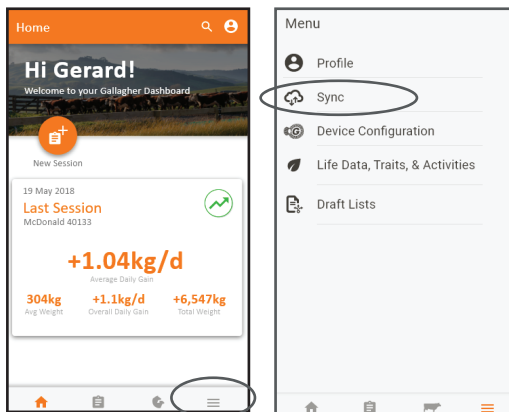 Home
Hi Gerard!
Welcome to your Gallagher Dashboard
New Session
19 May 2018
Last Session
McDonald 40133
+1.04kg/d
Average Daily Gain
304kg +1.1kg/d +6,547kg
Avg Weight Overall Daily Gain Total Weight
Menu
Profile
Sync
G
Device Configuration
Life Data, Traits, & Activities
Draft Lists